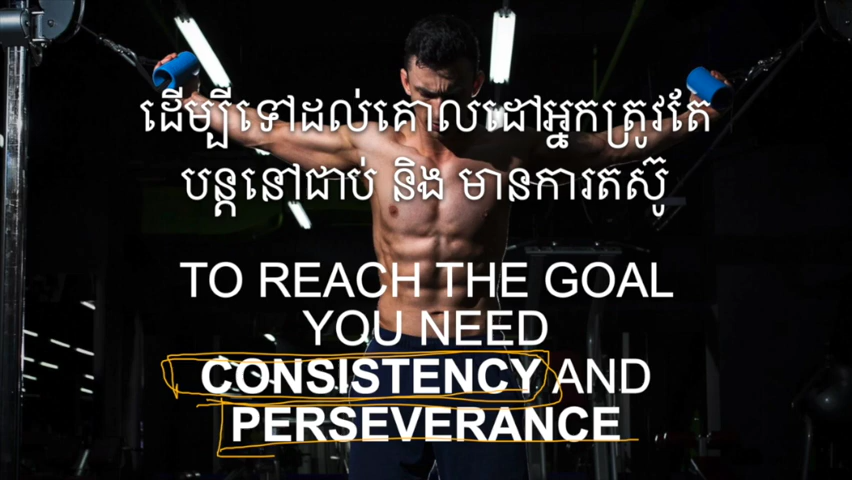 ដើម្បីទៅដល់គោលដៅអ្នកត្រូវតែ
បន្តនៅជាប់ និង មានការតស៊ូ
TO REACH THE GOAL
YOU NEED
CONSISTENCY AND
PERSEVERANCE